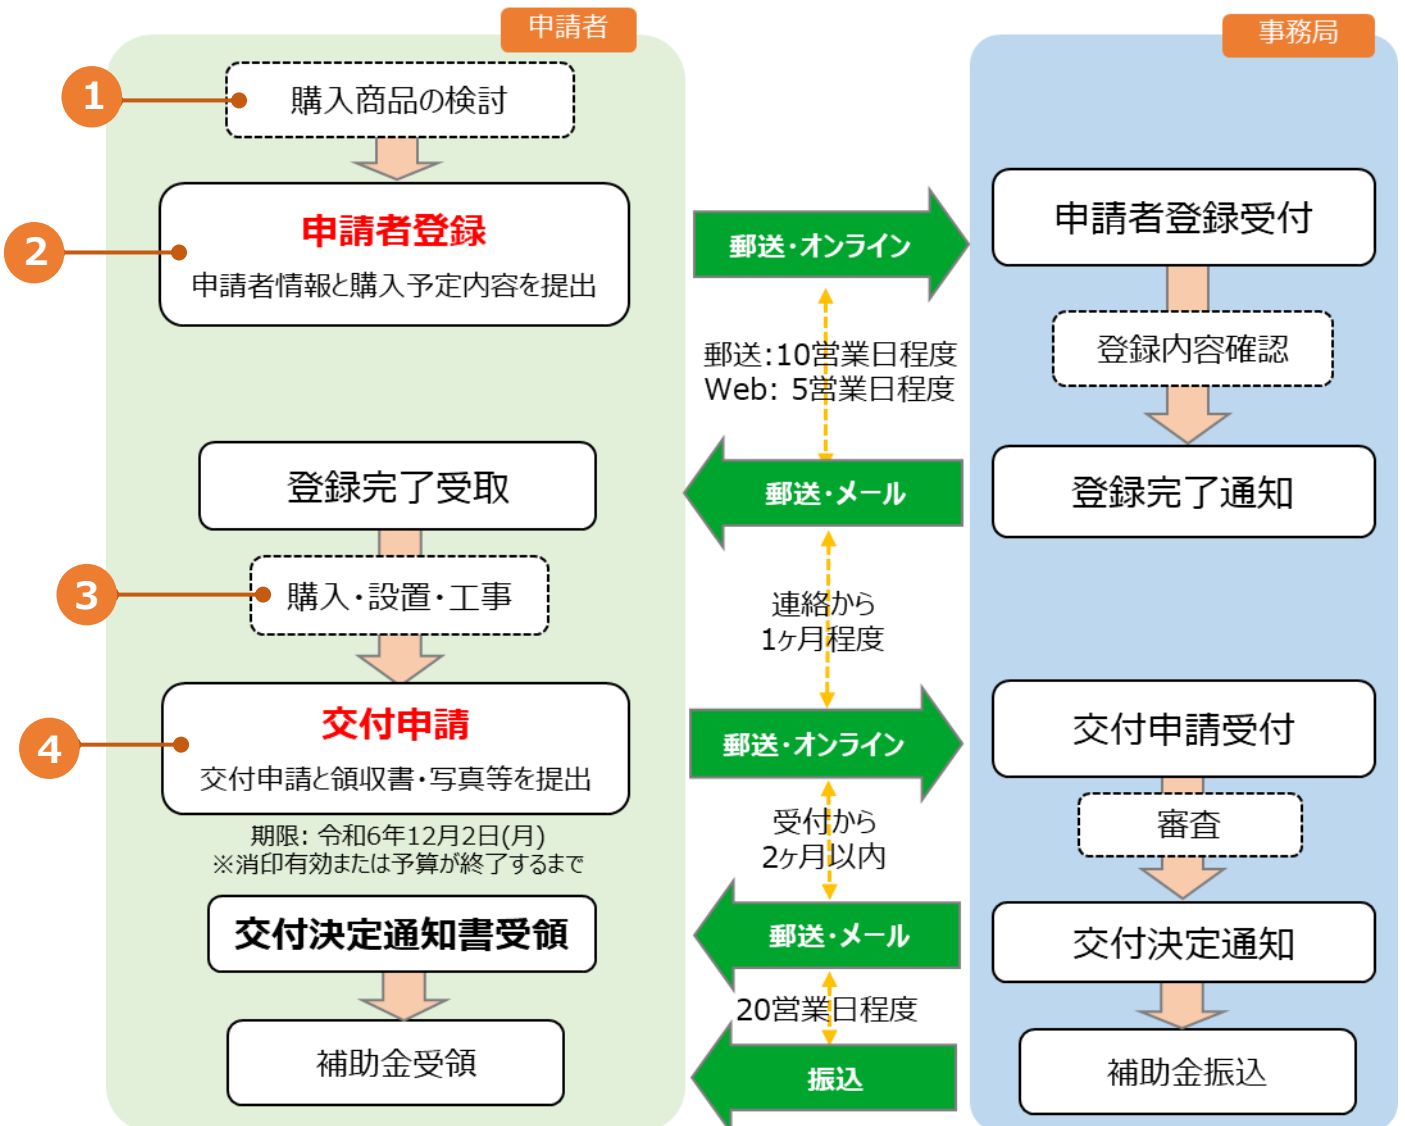 申請者
事務局
1
購入商品の検討
2
申請者登録
申請者情報と購入予定内容を提出
郵送・オンライン
申請者登録受付
郵送:10営業日程度
Web: 5営業日程度
登録内容確認
登録完了受取
郵送・メール
登録完了通知
3
購入・設置・工事
連絡から
1ヶ月程度
4
交付申請
交付申請と領収書・写真等を提出
郵送・オンライン
交付申請受付
期限: 令和6年12月2日(月)
※消印有効または予算が終了するまで
受付から
2ヶ月以内
審査
交付決定通知書受領
郵送・メール
交付決定通知
20営業日程度
補助金受領
振込
補助金振込